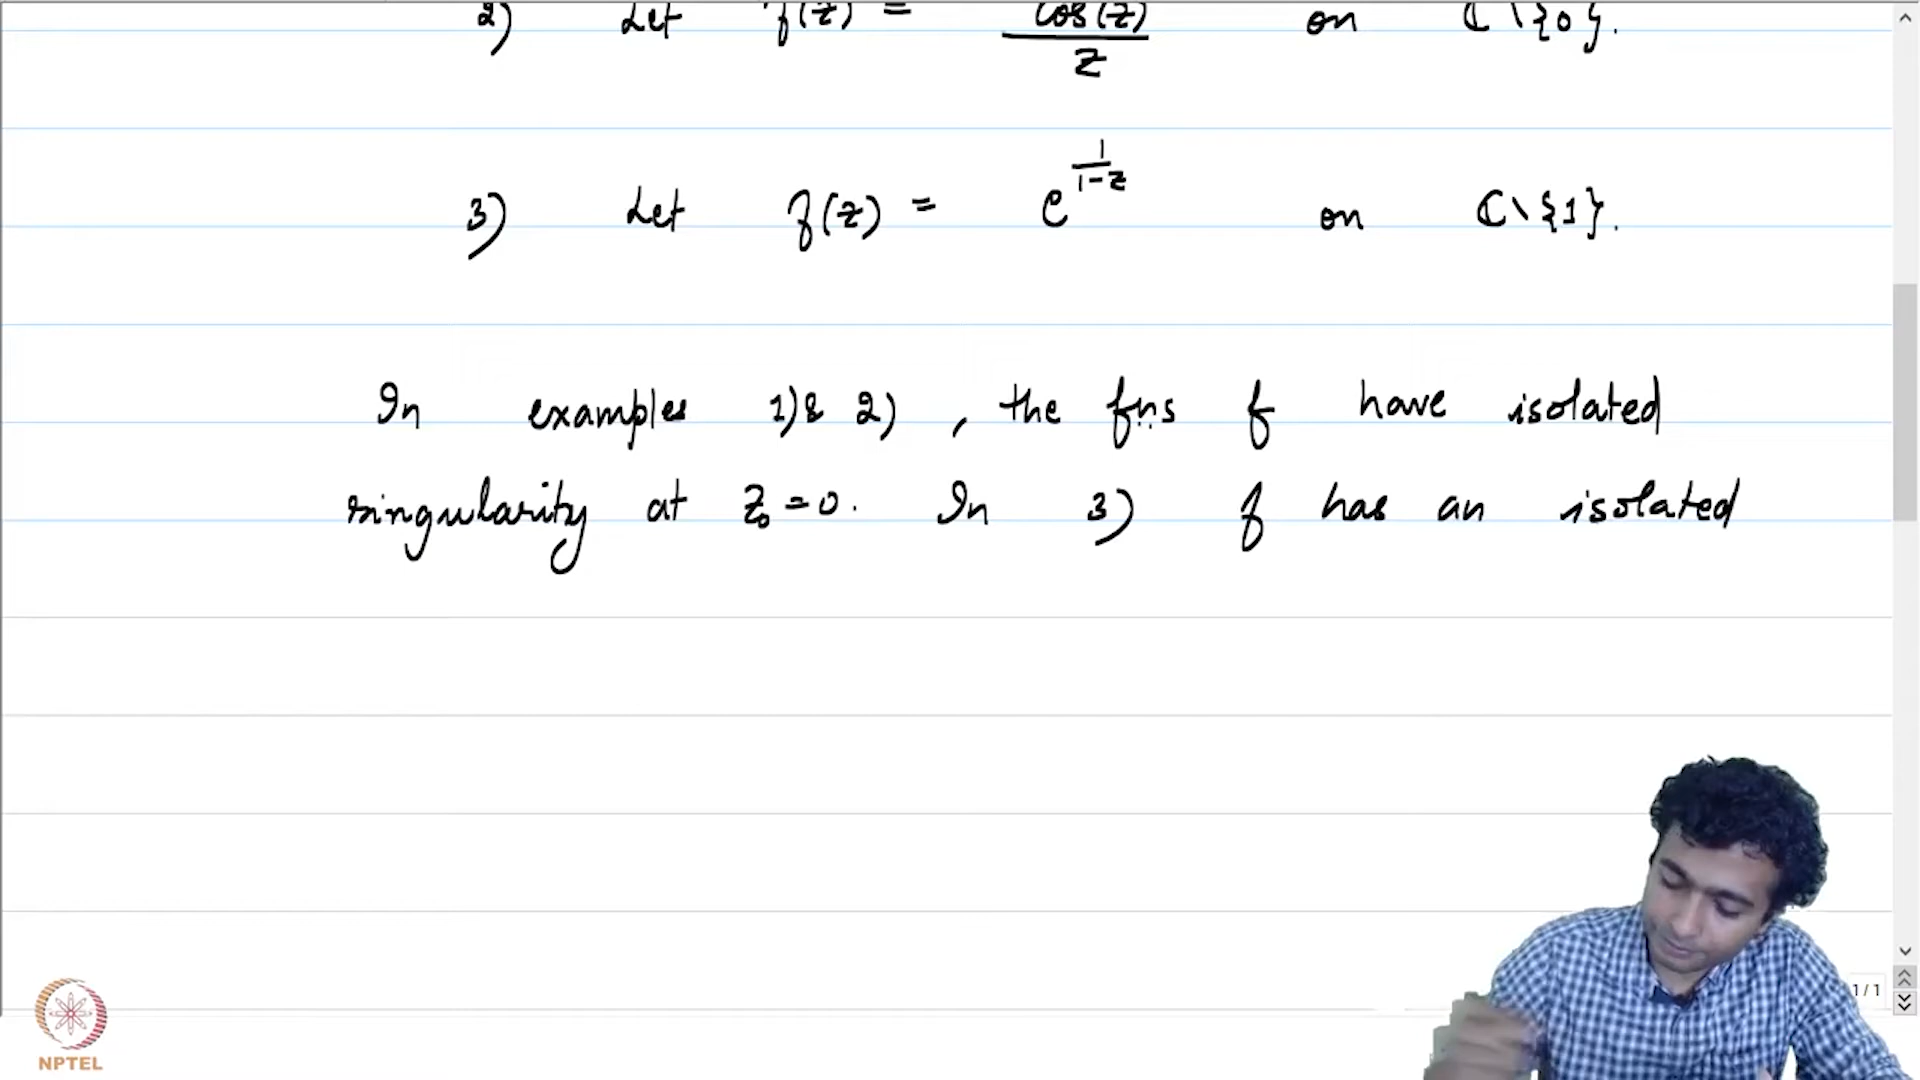 2) Let f(z) = cos(z)/z on ℂ\{0}.
3) Let f(z) = e^{1/(1-z)} on ℂ\{1}.
In examples 1) & 2), the fns f have isolated
singularity at z₀ = 0. In 3) f has an isolated
1/1
NPTEL